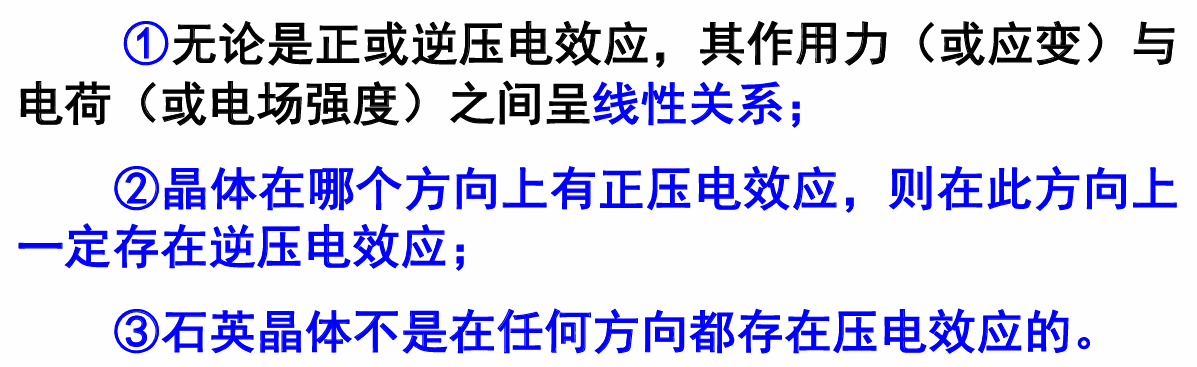 ①无论是正或逆压电效应，其作用力（或应变）与
电荷（或电场强度）之间呈线性关系；
②晶体在哪个方向上有正压电效应，则在此方向上
一定存在逆压电效应；
③石英晶体不是在任何方向都存在压电效应的。